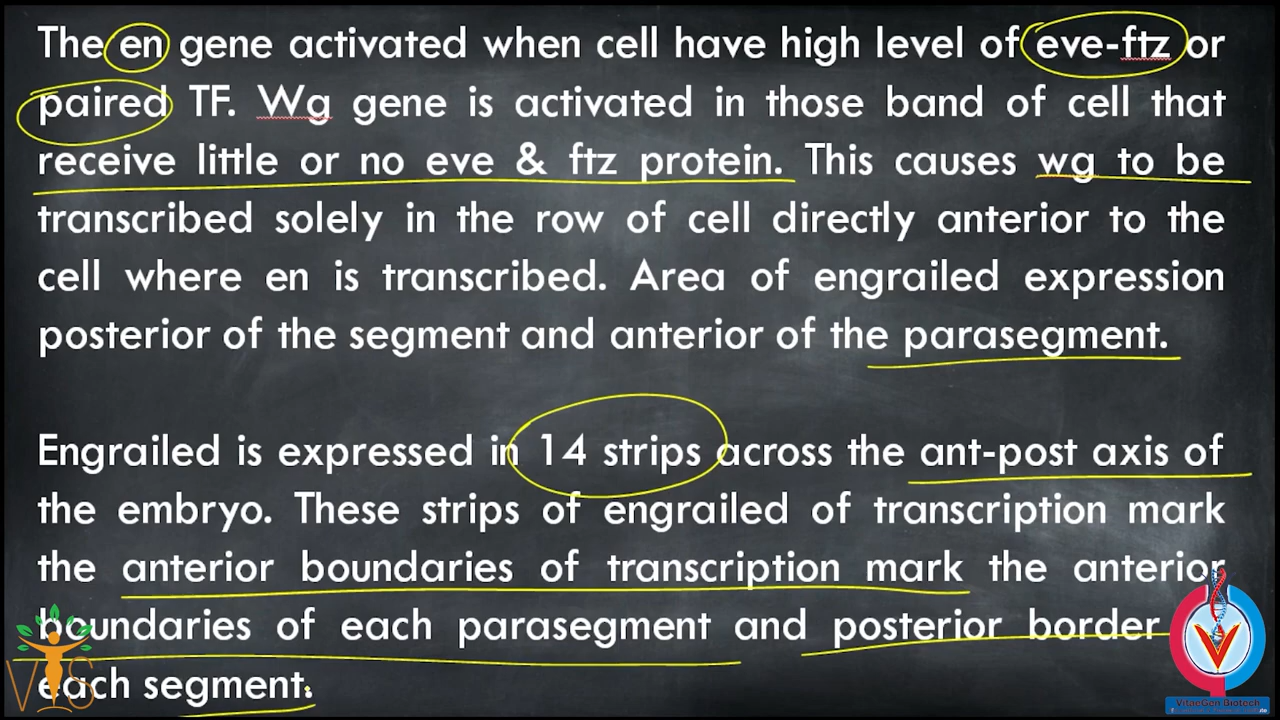 The en gene activated when cell have high level of eve-ftz or
paired TF. Wg gene is activated in those band of cell that
receive little or no eve & ftz protein. This causes wg to be
transcribed solely in the row of cell directly anterior to the
cell where en is transcribed. Area of engrailed expression
posterior of the segment and anterior of the parasegment.
Engrailed is expressed in 14 strips across the ant-post axis of
the embryo. These strips of engrailed of transcription mark
the anterior boundaries of transcription mark the anterior
boundaries of each parasegment and posterior border
each segment.
V S
V
VitaeGen Biotech